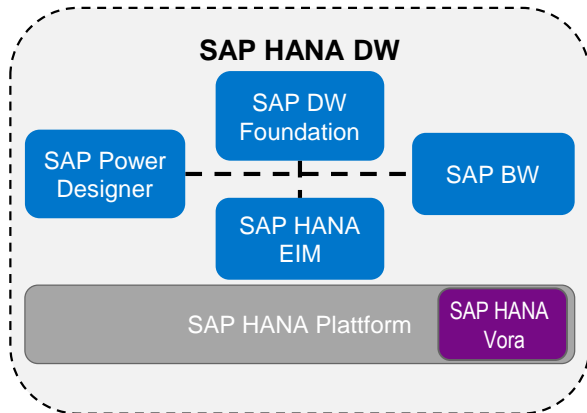 SAP HANA DW
SAP DW
Foundation
SAP Power
Designer
SAP BW
SAP HANA
EIM
SAP HANA Plattform
SAP HANA
Vora